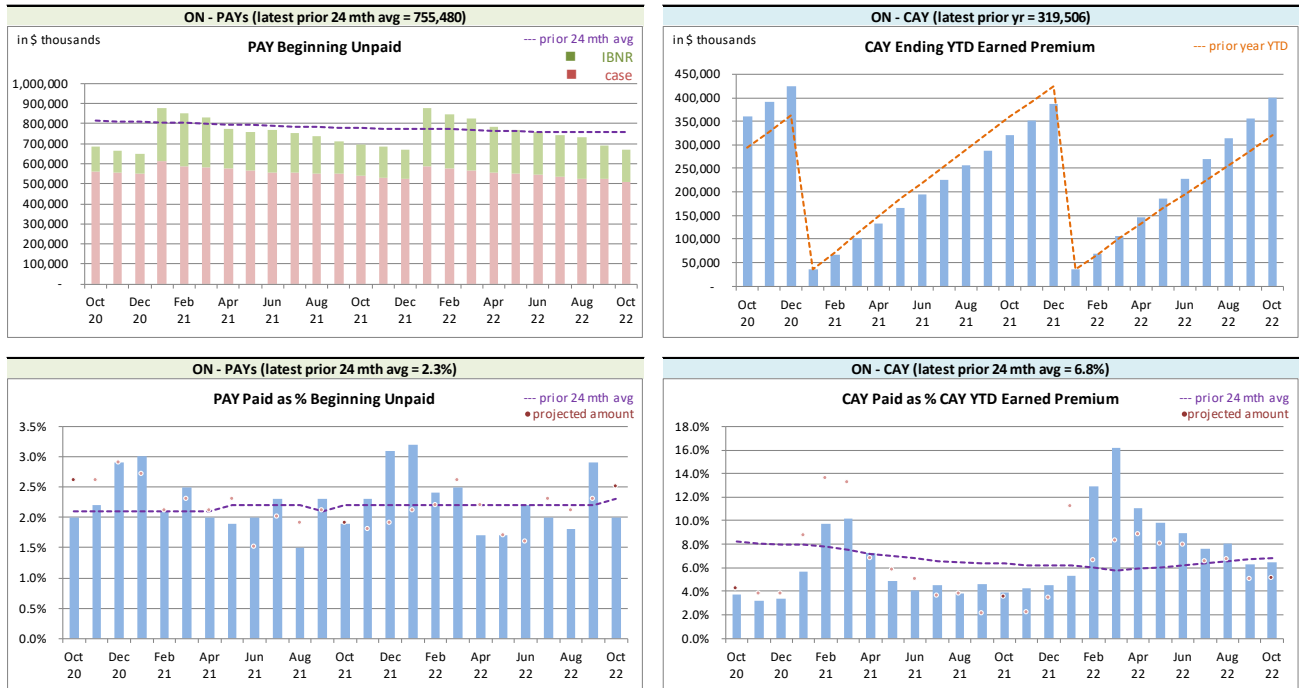 ON - PAYs (latest prior 24 mth avg = 755,480)
in $ thousands
PAY Beginning Unpaid
--- prior 24 mth avg
IBNR
case
1,000,000
900,000
800,000
700,000
600,000
500,000
400,000
300,000
200,000
100,000
-
Oct 20 Dec 20 Feb 21 Apr 21 Jun 21 Aug 21 Oct 21 Dec 21 Feb 22 Apr 22 Jun 22 Aug 22 Oct 22
ON - CAY (latest prior yr = 319,506)
in $ thousands
CAY Ending YTD Earned Premium
--- prior year YTD
450,000
400,000
350,000
300,000
250,000
200,000
150,000
100,000
50,000
-
Oct 20 Dec 20 Feb 21 Apr 21 Jun 21 Aug 21 Oct 21 Dec 21 Feb 22 Apr 22 Jun 22 Aug 22 Oct 22
ON - PAYs (latest prior 24 mth avg = 2.3%)
PAY Paid as % Beginning Unpaid
--- prior 24 mth avg
•projected amount
3.5%
3.0%
2.5%
2.0%
1.5%
1.0%
0.5%
0.0%
Oct 20 Dec 20 Feb 21 Apr 21 Jun 21 Aug 21 Oct 21 Dec 21 Feb 22 Apr 22 Jun 22 Aug 22 Oct 22
ON - CAY (latest prior 24 mth avg = 6.8%)
CAY Paid as % CAY YTD Earned Premium
--- prior 24 mth avg
•projected amount
18.0%
16.0%
14.0%
12.0%
10.0%
8.0%
6.0%
4.0%
2.0%
0.0%
Oct 20 Dec 20 Feb 21 Apr 21 Jun 21 Aug 21 Oct 21 Dec 21 Feb 22 Apr 22 Jun 22 Aug 22 Oct 22